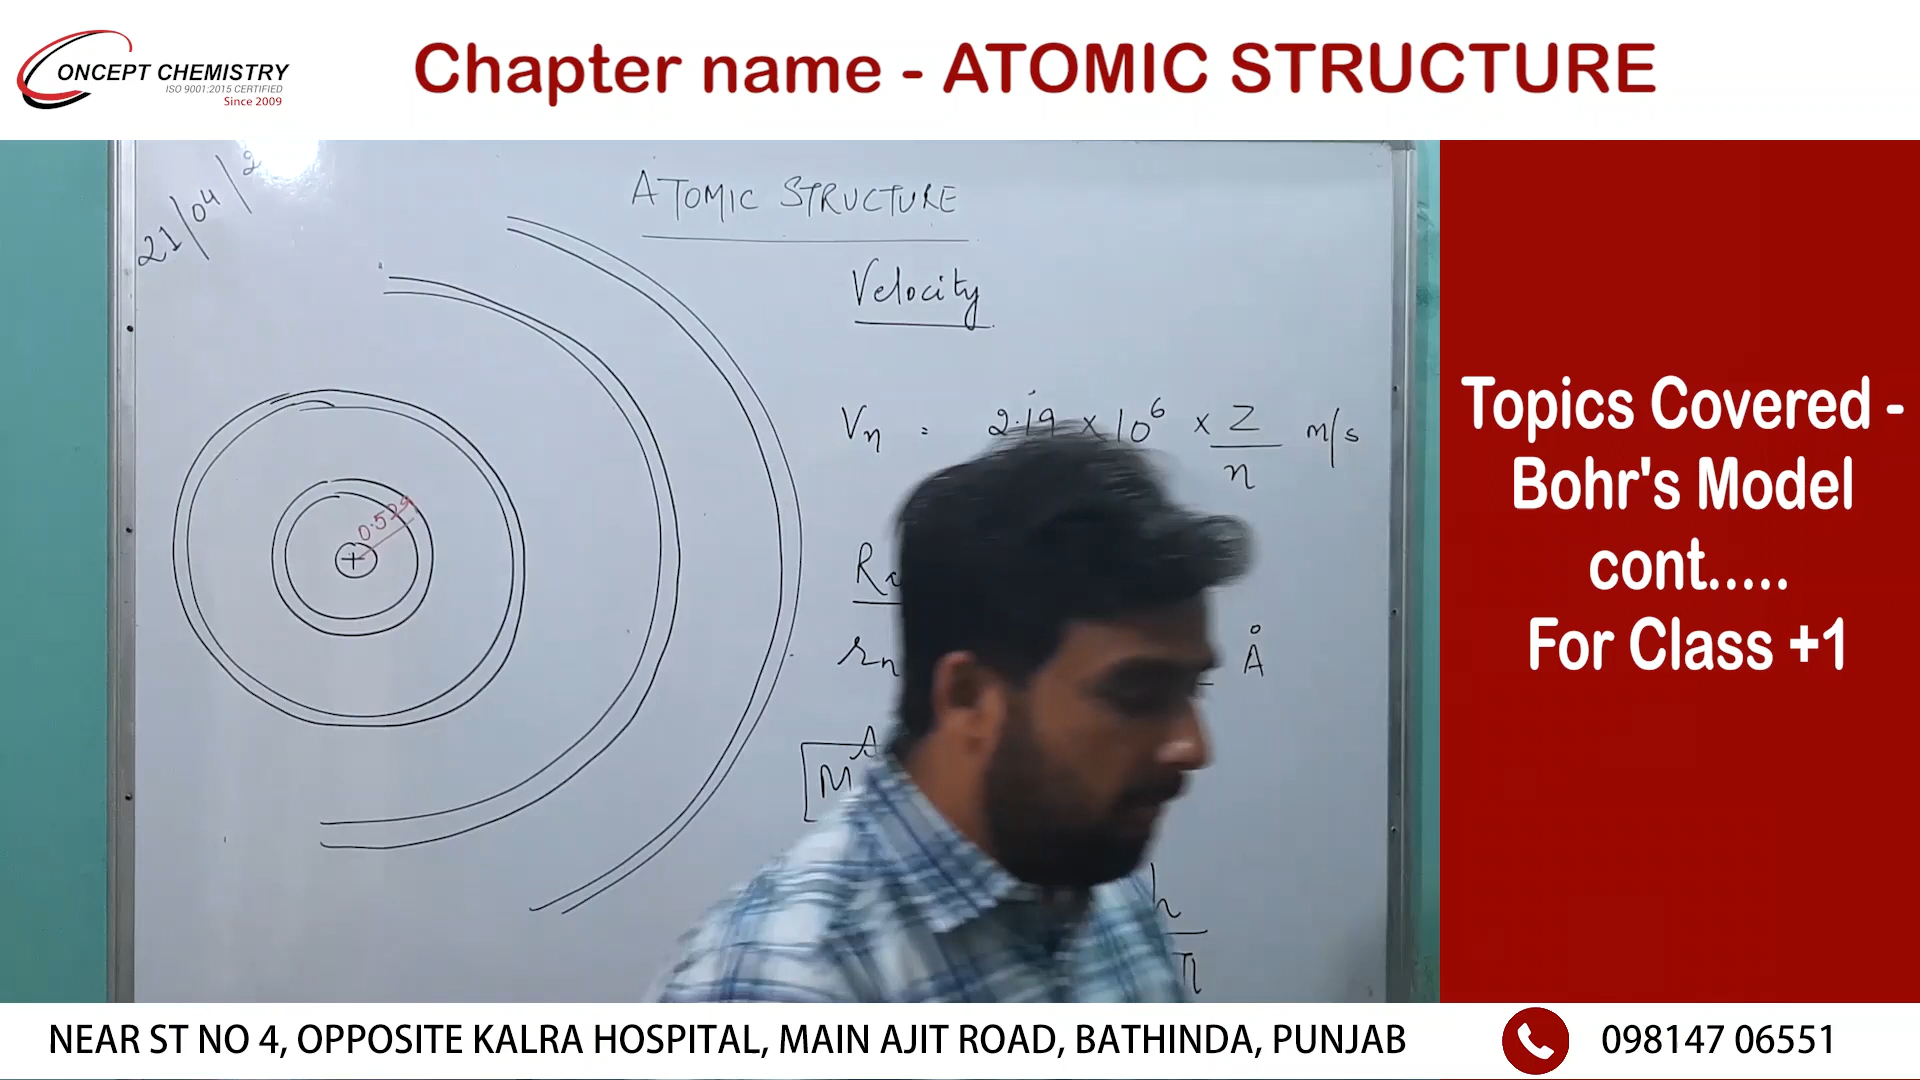 CONCEPT CHEMISTRY
ISO 9001:2015 CERTIFIED
Since 2009
Chapter name - ATOMIC STRUCTURE
21/04/2
ATOMIC STRUCTURE
Velocity
Vn = 2.19 × 10⁶ × Z/n m/s
0.529
rn Å
h
π
Topics Covered -
Bohr's Model
cont.....
For Class +1
NEAR ST NO 4, OPPOSITE KALRA HOSPITAL, MAIN AJIT ROAD, BATHINDA, PUNJAB
098147 06551